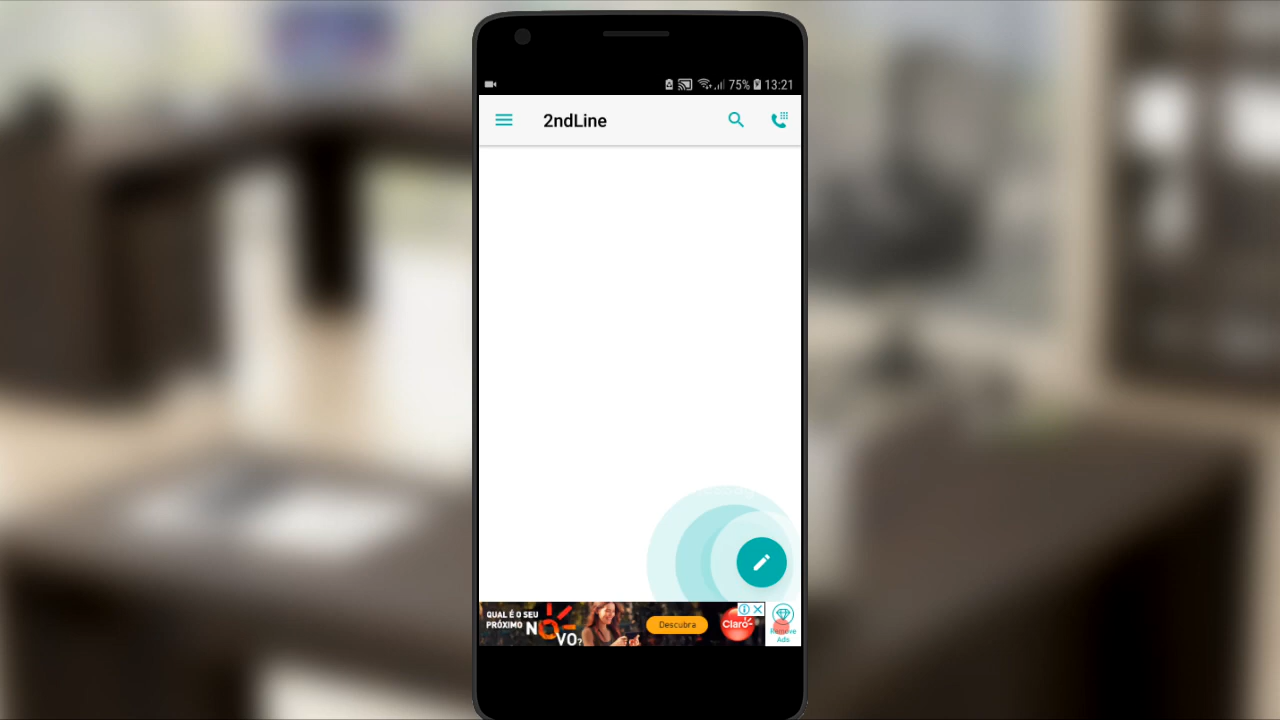 75% 13:21
2ndLine
QUAL É O SEU
PRÓXIMO
NOVO?
Descubra
Claro
Remove
Ads